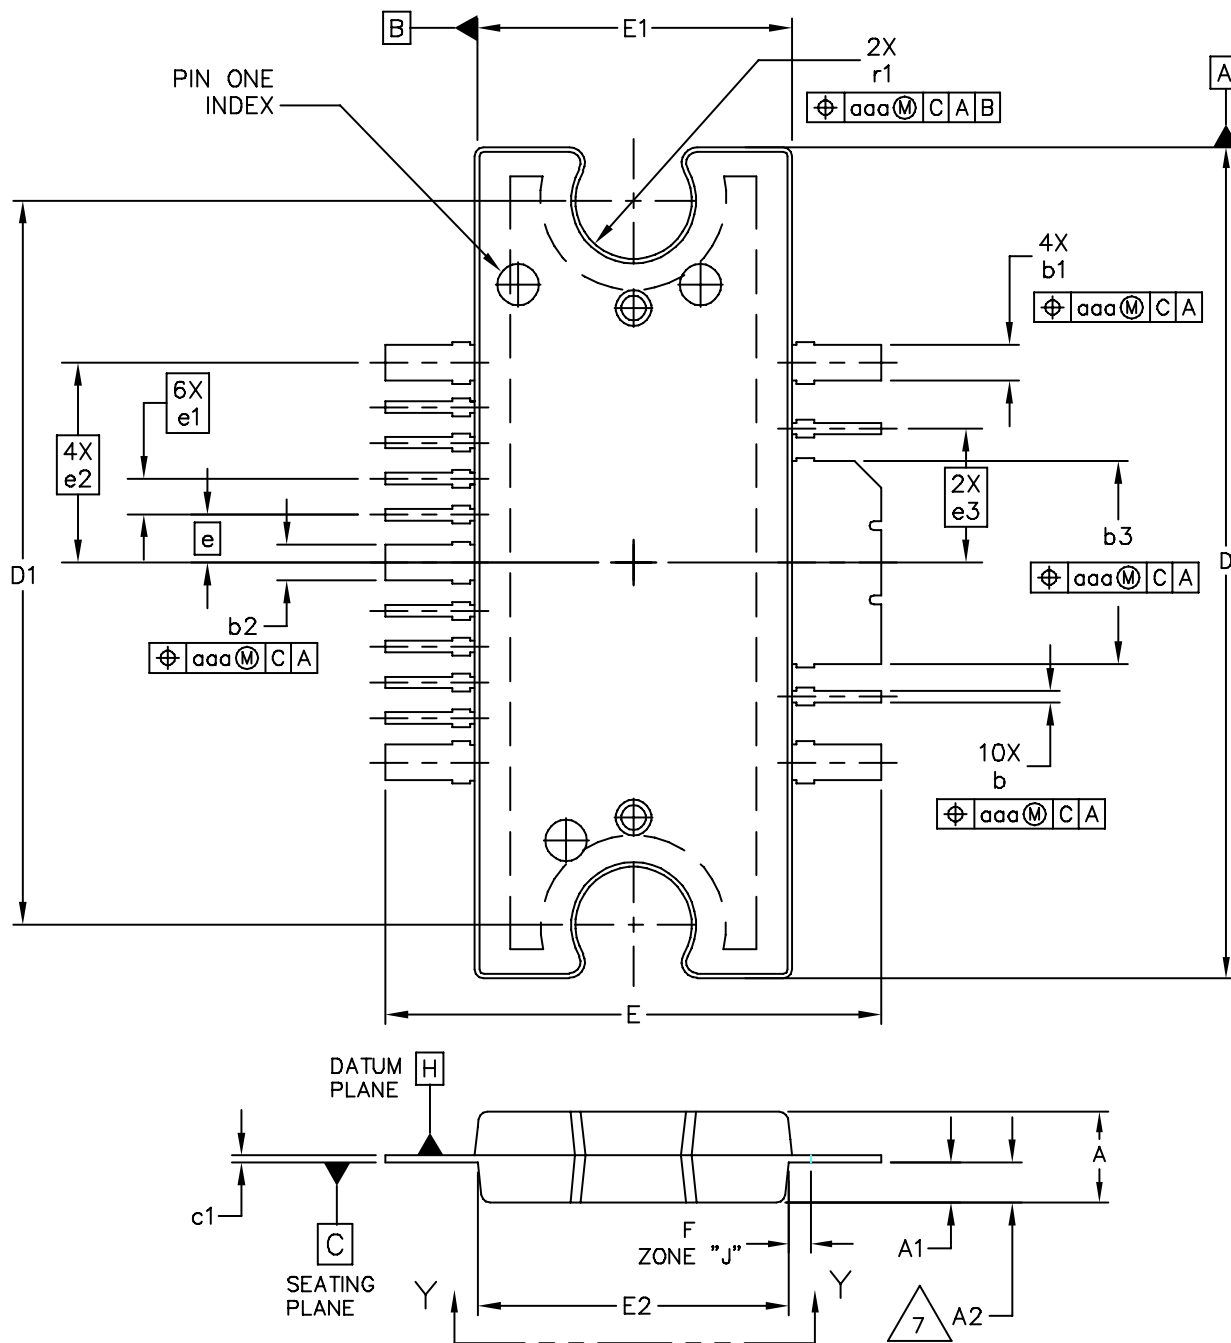 B
E1
2X
r1
⌖ aaa Ⓜ C A B
A
PIN ONE
INDEX
4X
b1
⌖ aaa Ⓜ C A
6X
e1
4X
e2
2X
e3
e
b3
⌖ aaa Ⓜ C A
D1
D
b2
⌖ aaa Ⓜ C A
10X
b
⌖ aaa Ⓜ C A
E
DATUM
PLANE
H
A
c1
C
SEATING
PLANE
F
ZONE "J"
A1
Y
Y
E2
7
A2